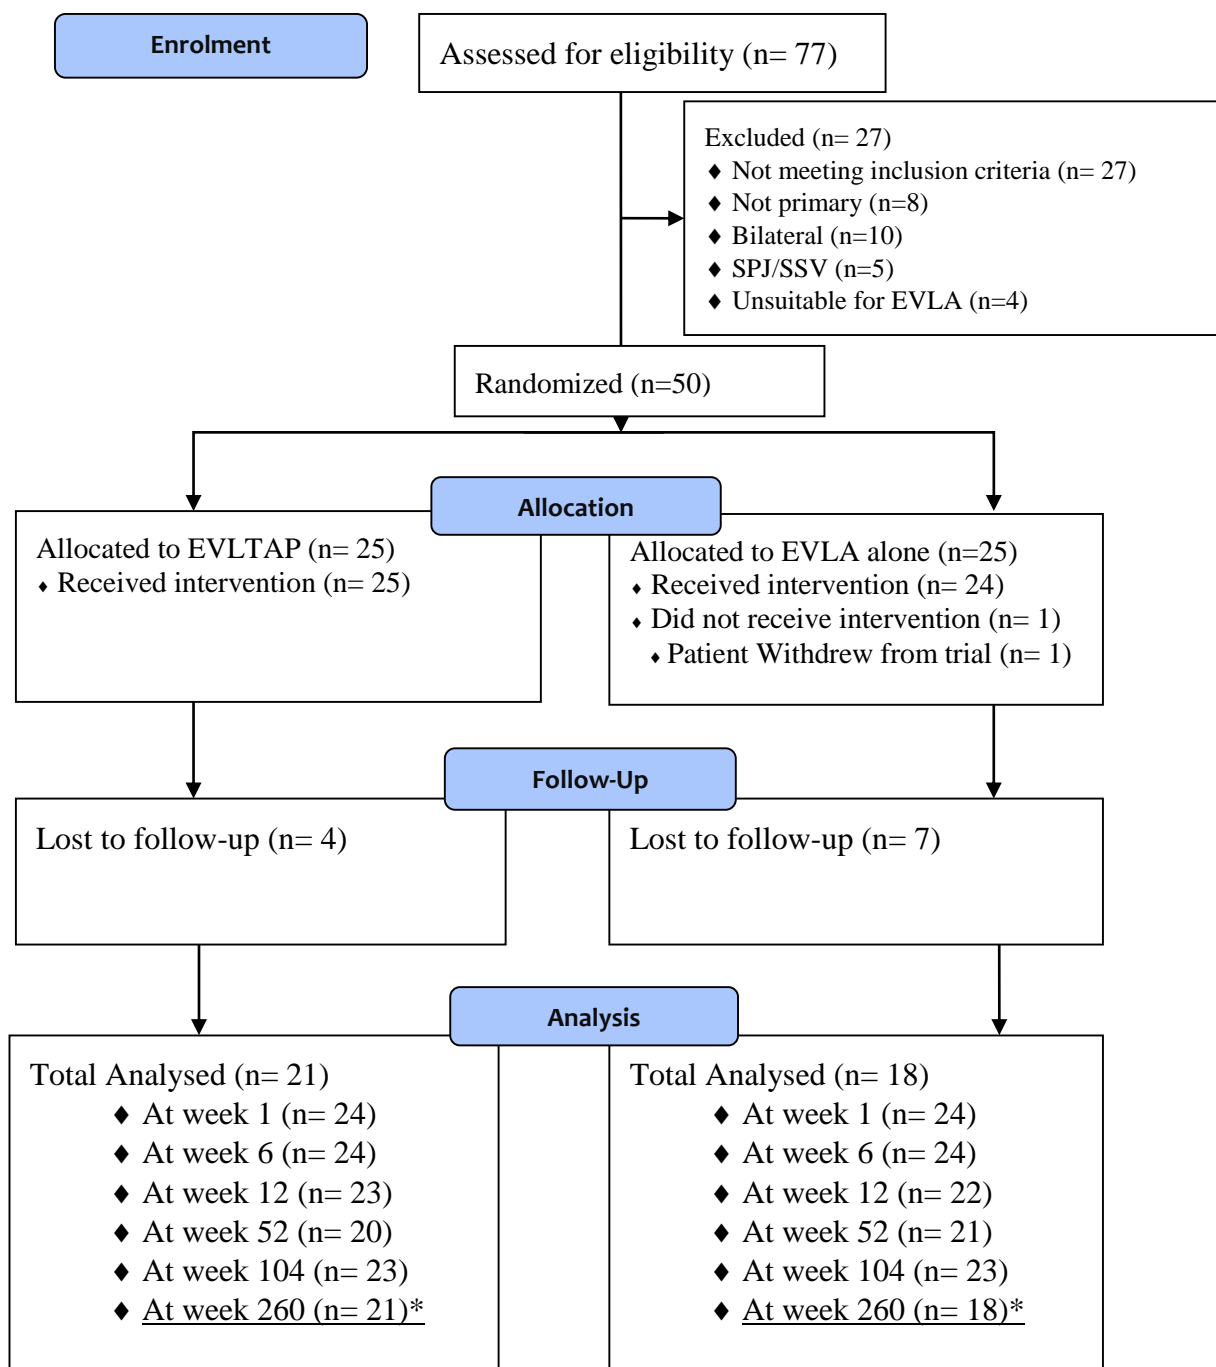 Enrolment
Assessed for eligibility (n= 77)
Excluded (n= 27)
♦ Not meeting inclusion criteria (n= 27)
♦ Not primary (n=8)
♦ Bilateral (n=10)
♦ SPJ/SSV (n=5)
♦ Unsuitable for EVLA (n=4)
Randomized (n=50)
Allocation
Allocated to EVLTAP (n= 25)
♦ Received intervention (n= 25)
Allocated to EVLA alone (n=25)
♦ Received intervention (n= 24)
♦ Did not receive intervention (n= 1)
♦ Patient Withdrew from trial (n= 1)
Follow-Up
Lost to follow-up (n= 4)
Lost to follow-up (n= 7)
Analysis
Total Analysed (n= 21)
♦ At week 1 (n= 24)
♦ At week 6 (n= 24)
♦ At week 12 (n= 23)
♦ At week 52 (n= 20)
♦ At week 104 (n= 23)
♦ At week 260 (n= 21)*
Total Analysed (n= 18)
♦ At week 1 (n= 24)
♦ At week 6 (n= 24)
♦ At week 12 (n= 22)
♦ At week 52 (n= 21)
♦ At week 104 (n= 23)
♦ At week 260 (n= 18)*